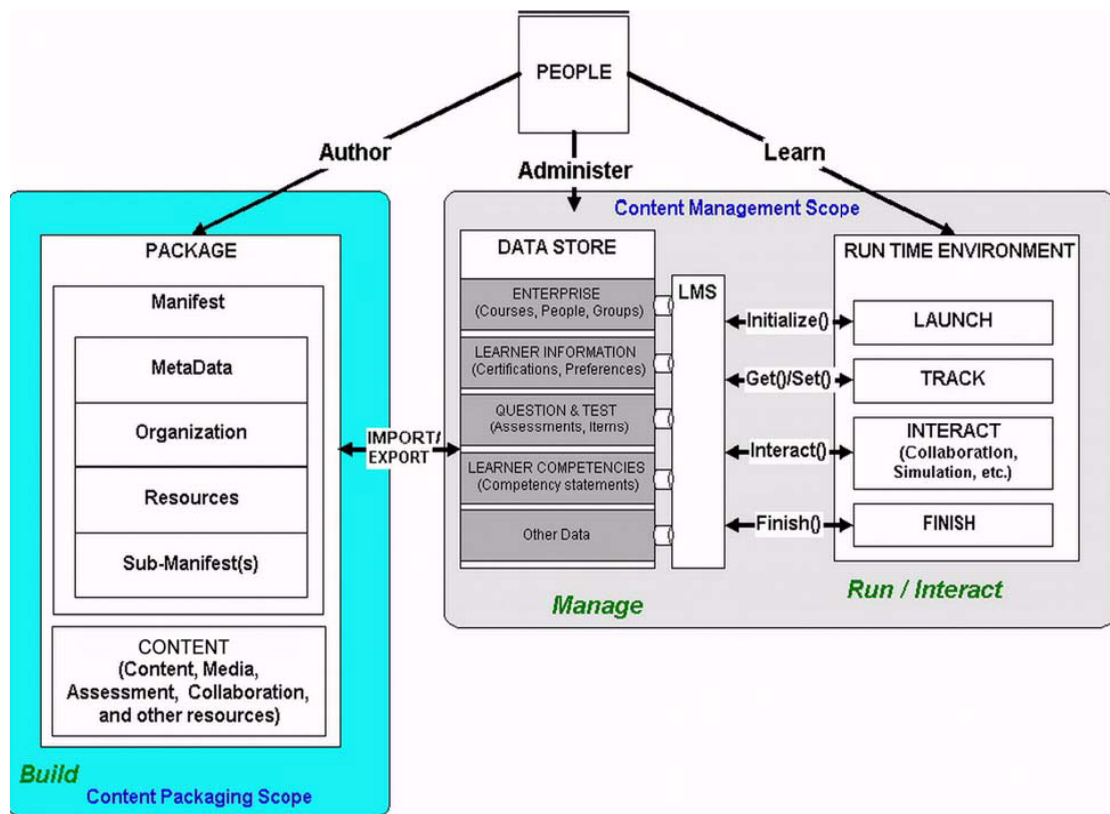 PEOPLE
Author
Administer
Learn
Content Management Scope
PACKAGE
Manifest
MetaData
Organization
Resources
Sub-Manifest(s)
CONTENT
(Content, Media,
Assessment, Collaboration,
and other resources)
Build
Content Packaging Scope
IMPORT/
EXPORT
DATA STORE
ENTERPRISE
(Courses, People, Groups)
LEARNER INFORMATION
(Certifications, Preferences)
QUESTION & TEST
(Assessments, Items)
LEARNER COMPETENCIES
(Competency statements)
Other Data
Manage
LMS
Initialize()
Get()/Set()
Interact()
Finish()
RUN TIME ENVIRONMENT
LAUNCH
TRACK
INTERACT
(Collaboration,
Simulation, etc.)
FINISH
Run / Interact